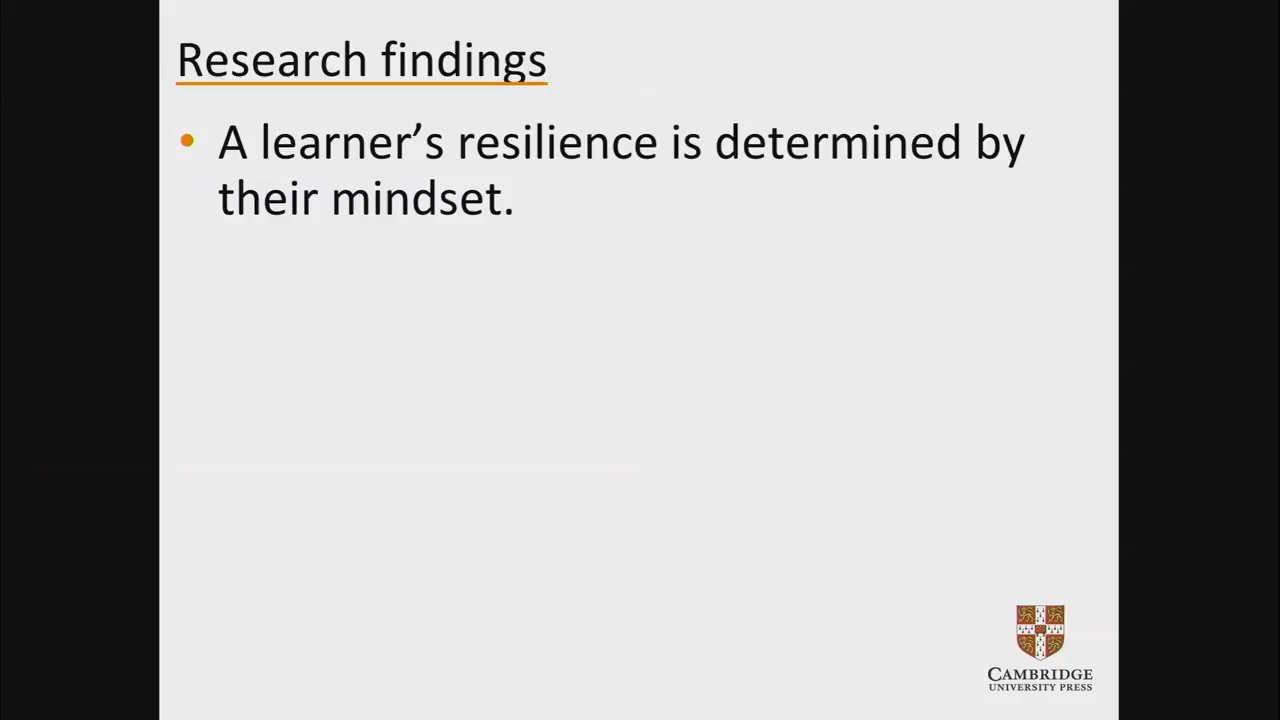 Research findings
• A learner’s resilience is determined by
their mindset.
CAMBRIDGE
UNIVERSITY PRESS